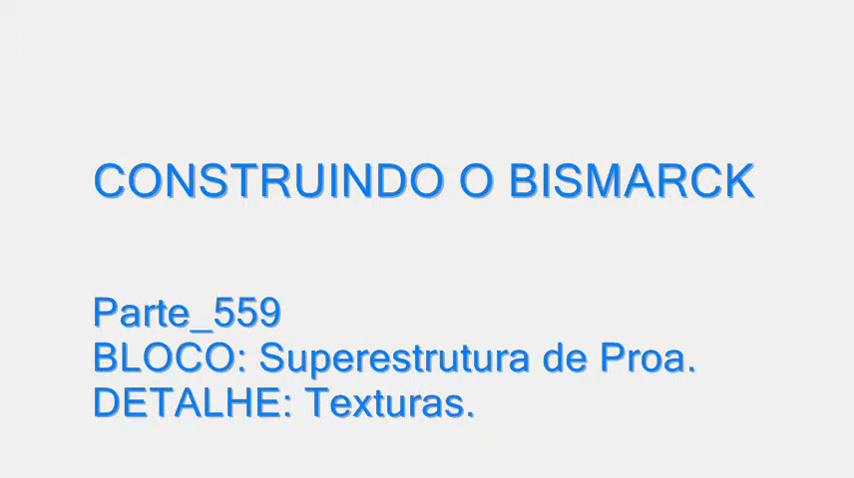 CONSTRUINDO O BISMARCK
Parte_559
BLOCO: Superestrutura de Proa.
DETALHE: Texturas.